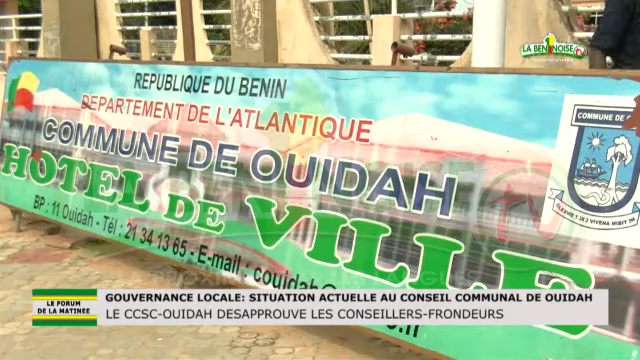 LA BENINOISE TV
REPUBLIQUE DU BENIN
DEPARTEMENT DE L'ATLANTIQUE
COMMUNE DE OUIDAH
HOTEL DE VILLE
BP : 11 Ouidah - Tél : 21 34 13 65 - E-mail : couidah@
COMMUNE DE
GOUVERNANCE LOCALE: SITUATION ACTUELLE AU CONSEIL COMMUNAL DE OUIDAH
LE FORUM
DE LA MATINEE
LE CCSC-OUIDAH DESAPPROUVE LES CONSEILLERS-FRONDEURS